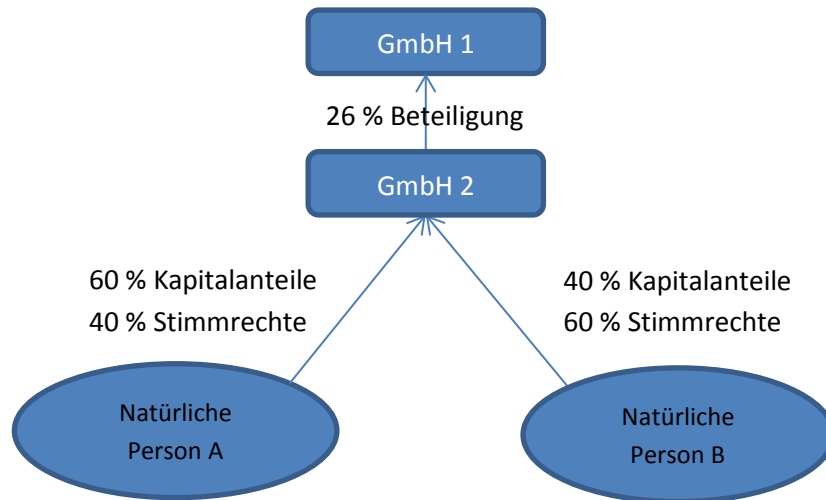 GmbH 1
26 % Beteiligung
GmbH 2
60 % Kapitalanteile
40 % Stimmrechte
40 % Kapitalanteile
60 % Stimmrechte
Natürliche
Person A
Natürliche
Person B